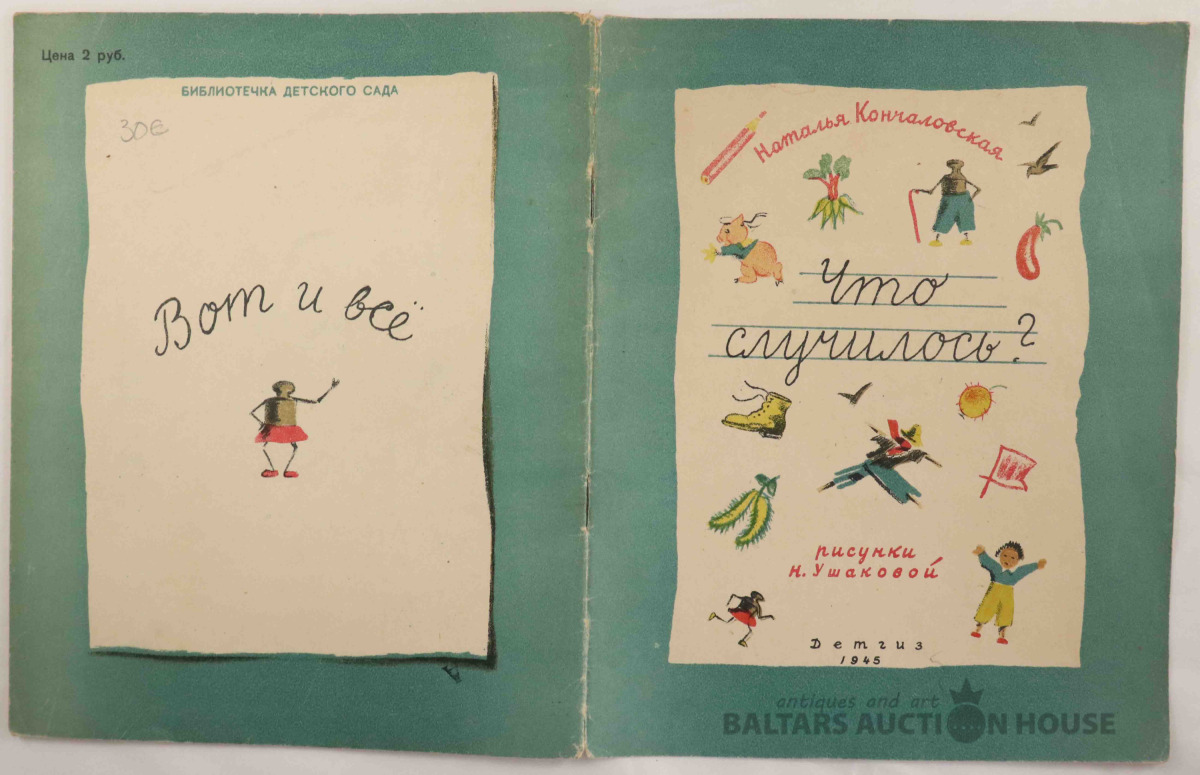 Цена 2 руб.
БИБЛИОТЕЧКА ДЕТСКОГО САДА
30€
Вот и всё
Наталья Кончаловская
Что
случилось?
рисунки
Н. Ушаковой
Детгиз
1945
antiques and art
BALTARS AUCTION HOUSE